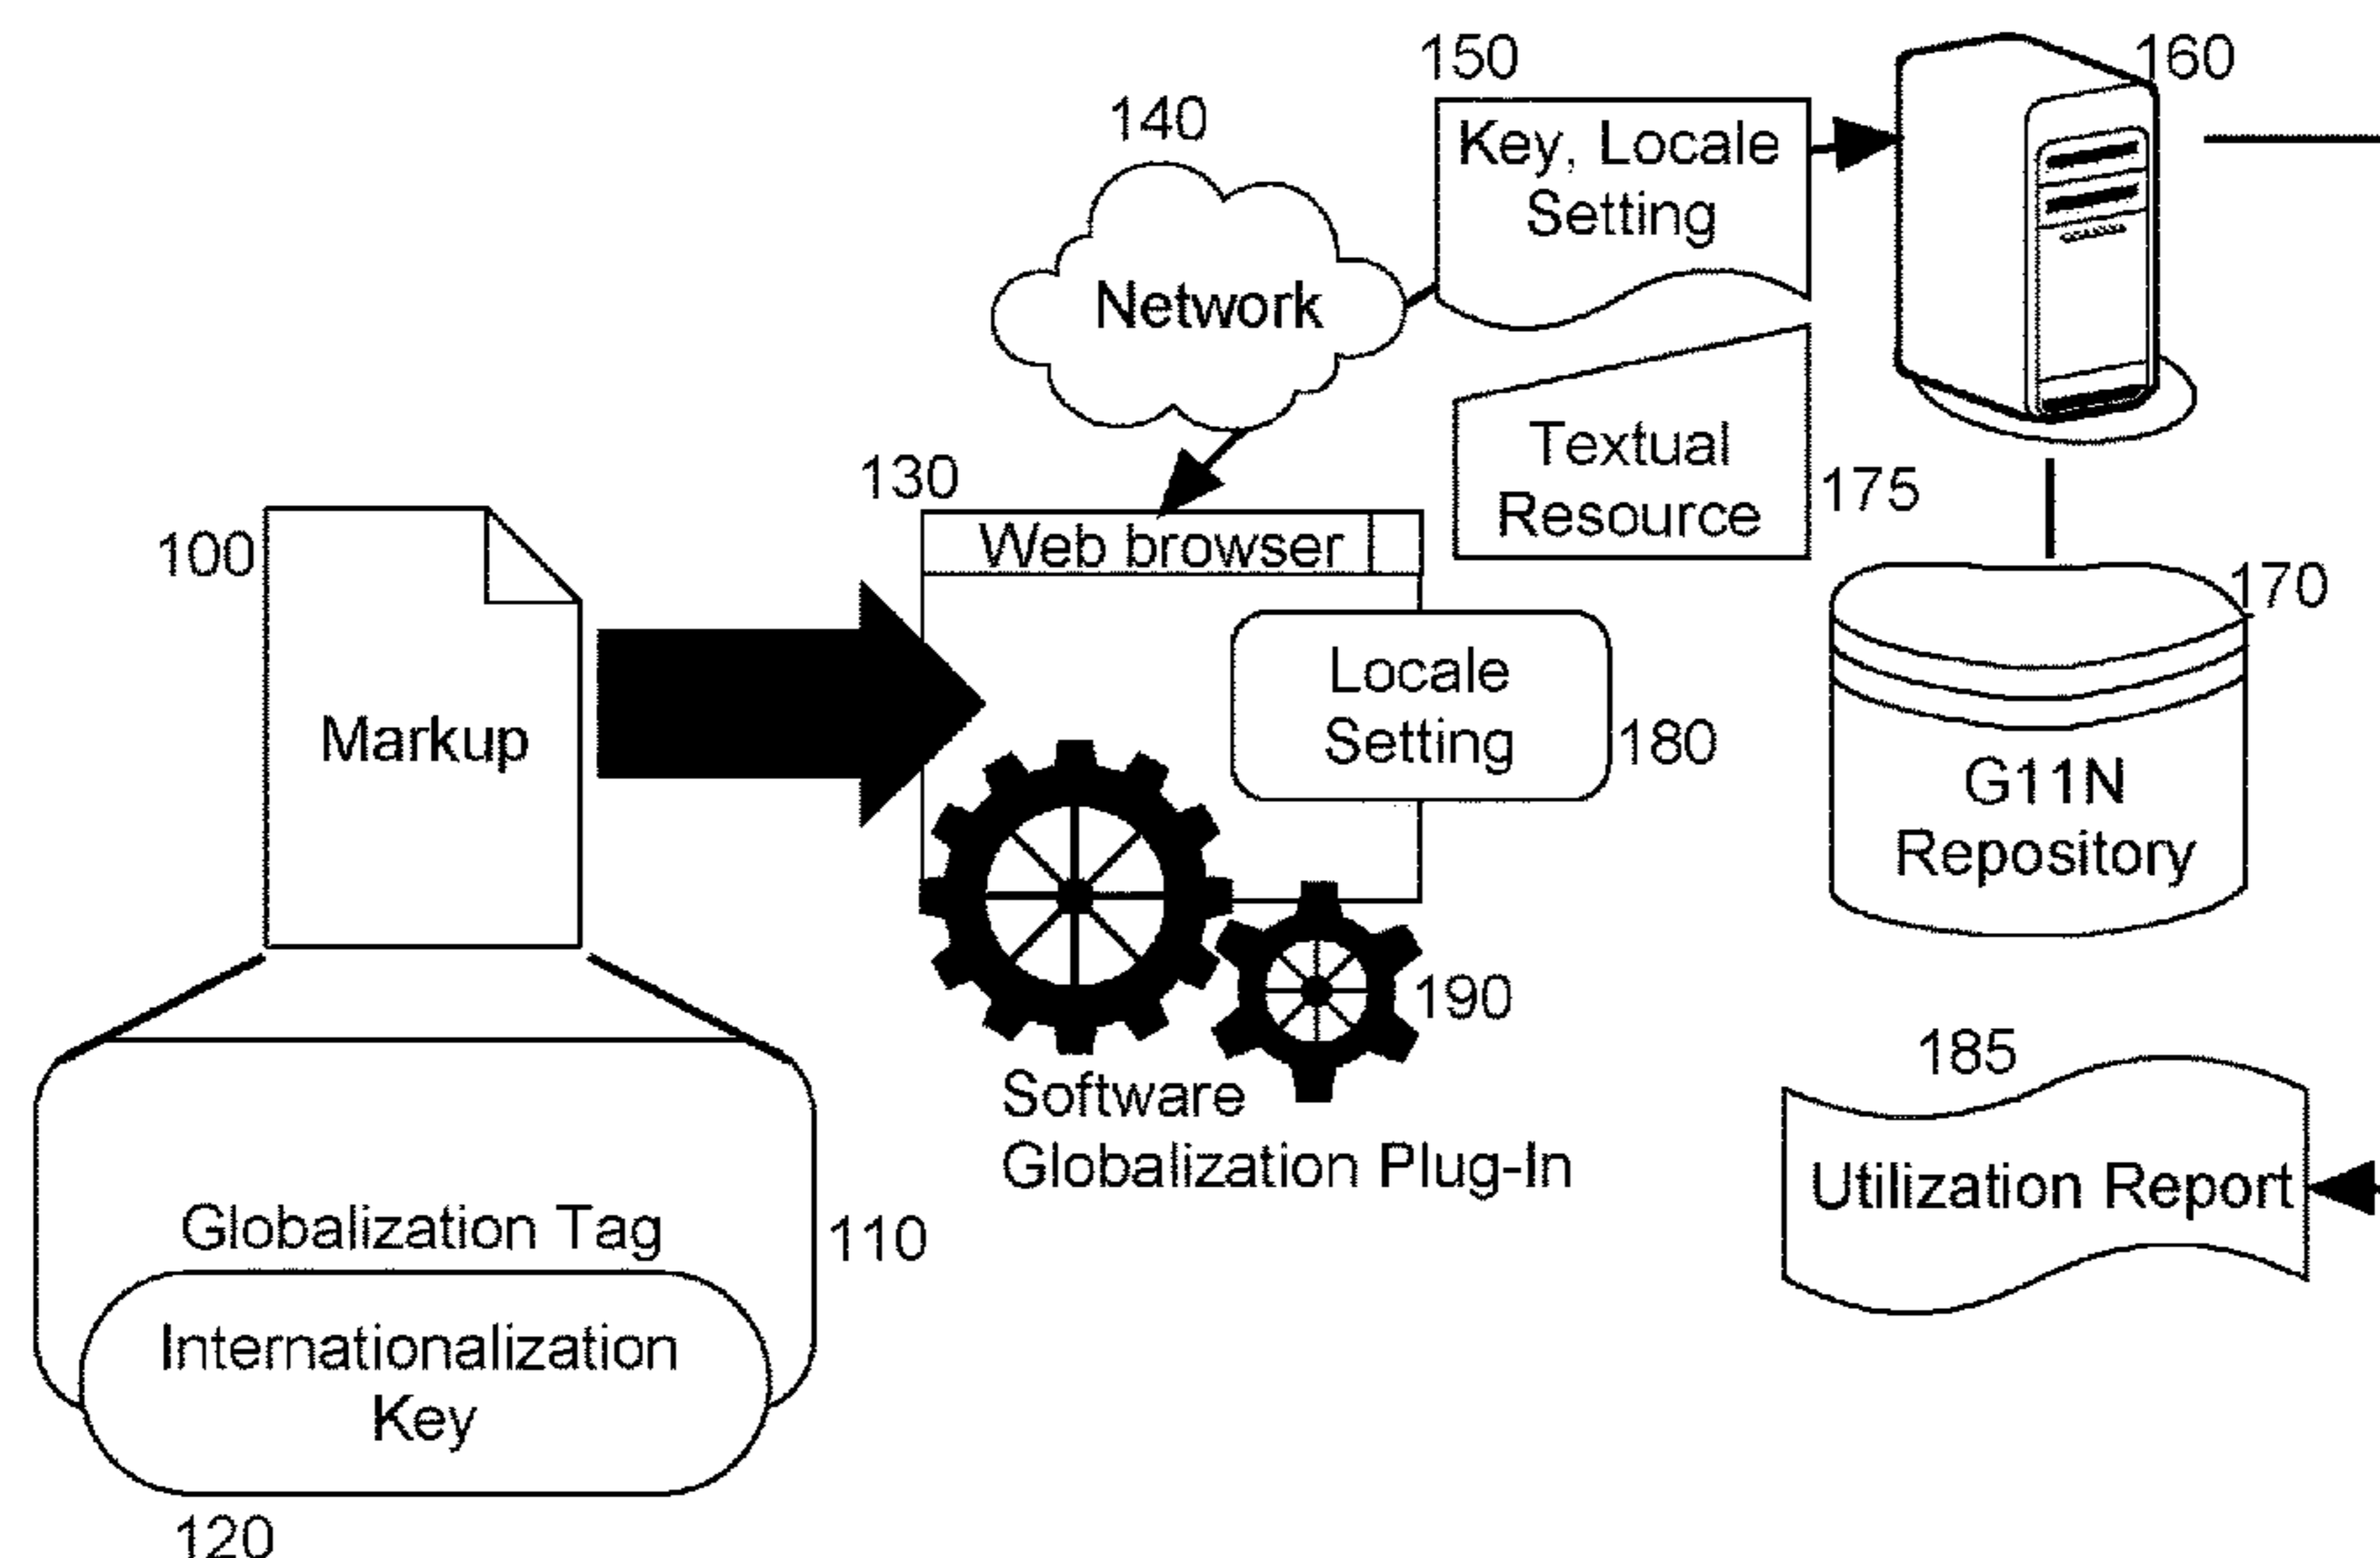 150
160
140
Key, Locale
Setting
Network
Textual
Resource
175
130
Web browser
100
Markup
170
Locale
Setting
180
G11N
Repository
190
Software
Globalization Plug-In
185
Utilization Report
Globalization Tag
110
Internationalization
Key
120